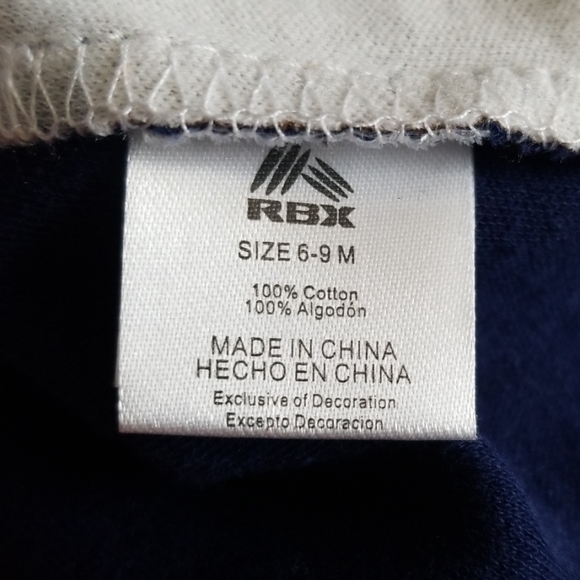 RBX
SIZE 6-9 M
100% Cotton
100% Algodón
MADE IN CHINA
HECHO EN CHINA
Exclusive of Decoration
Excepto Decoracion